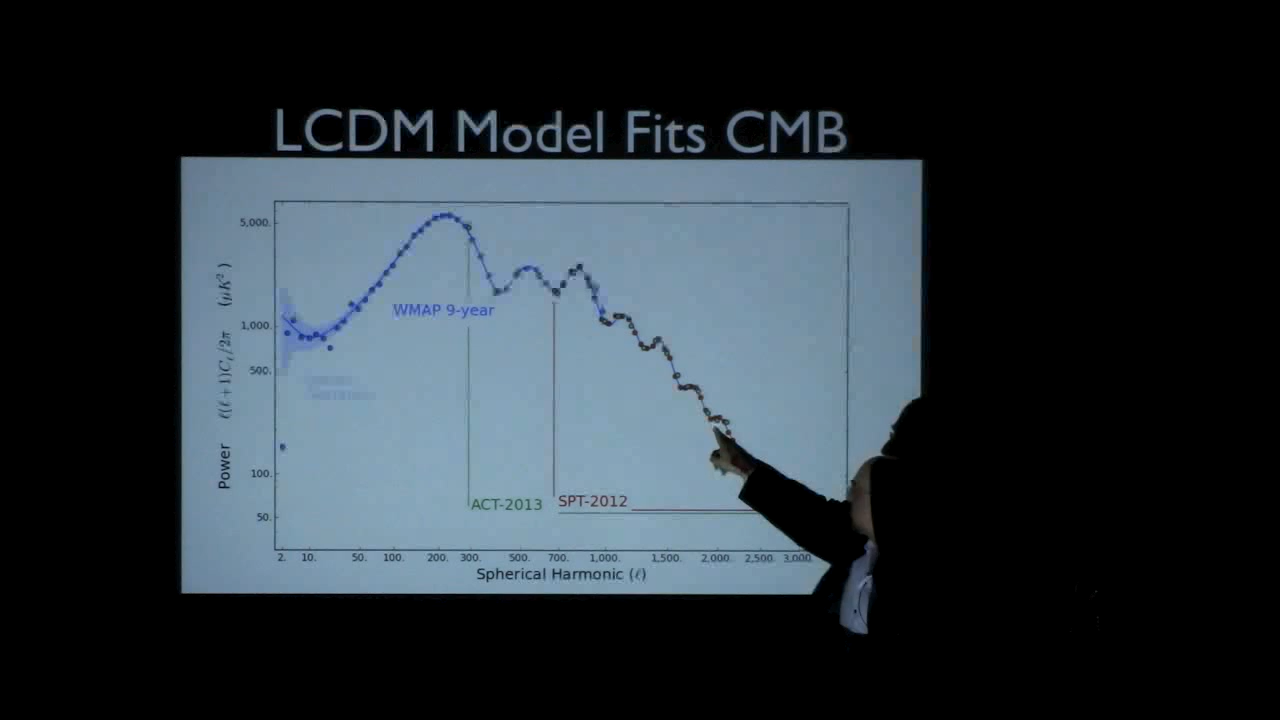 LCDM Model Fits CMB
5,000.
1,000.
500.
100.
50.
Power ℓ(ℓ+1)Cℓ/2π (μK²)
WMAP 9-year
ACT-2013
SPT-2012
2. 10. 50. 100. 200. 300. 500. 700. 1,000. 1,500. 2,000. 2,500. 3,000.
Spherical Harmonic (ℓ)